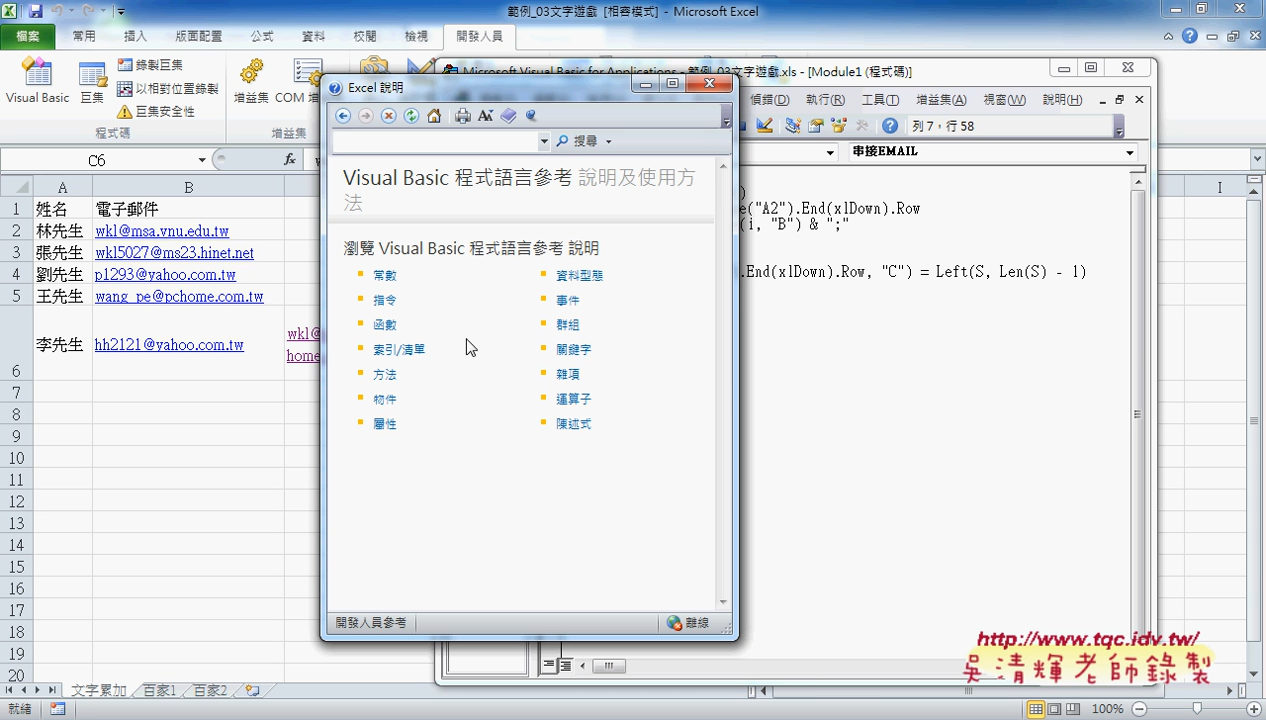 範例_03文字遊戲 [相容模式] - Microsoft Excel
檔案 常用 插入 版面配置 公式 資料 校閱 檢視 開發人員
Visual Basic 巨集 錄製巨集 以相對位置錄製 巨集安全性 增益集
程式碼 增益集
Microsoft Visual Basic for Applications - 範例_03文字遊戲.xls - [Module1 (程式碼)]
偵錯(D) 執行(R) 工具(T) 增益集(A) 視窗(W) 說明(H)
列 7，行 58
串接EMAIL
Excel 說明
搜尋
C6 fx
A B I
1 姓名 電子郵件
2 林先生 wkl@msa.vnu.edu.tw
3 張先生 wkl5027@ms23.hinet.net
4 劉先生 p1293@yahoo.com.tw
5 王先生 wang_pe@pchome.com.tw
6 李先生 hh2121@yahoo.com.tw
wkl@
home
7
8
9
10
11
12
13
14
15
16
17
18
19
20
Visual Basic 程式語言參考 說明及使用方
法
瀏覽 Visual Basic 程式語言參考 說明
常數 資料型態
指令 事件
函數 群組
索引/清單 關鍵字
方法 雜項
物件 運算子
屬性 陳述式
開發人員參考 離線
)
e("A2").End(xlDown).Row
(i, "B") & ";"
.End(xlDown).Row, "C") = Left(S, Len(S) - 1)
http://www.tqc.idv.tw/
吳清輝老師錄製
文字累加 百家1 百家2
就緒 100%